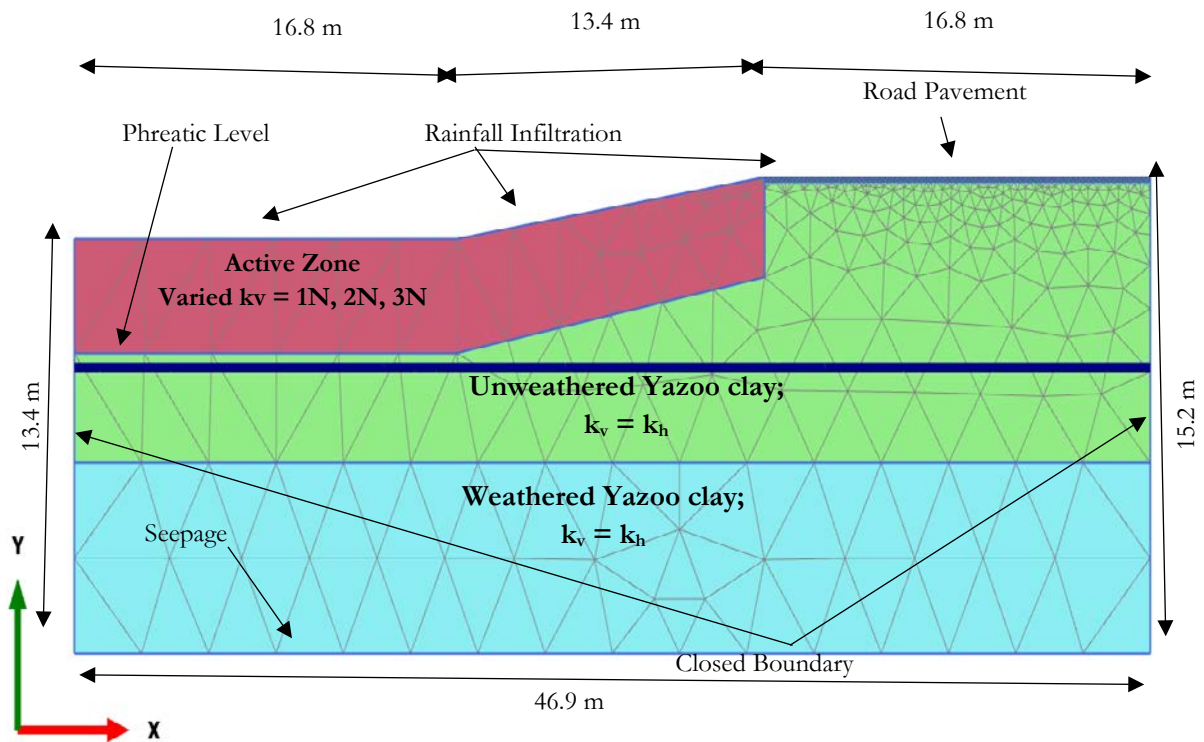 16.8 m
13.4 m
16.8 m
Road Pavement
Phreatic Level
Rainfall Infiltration
Active Zone
Varied kv = 1N, 2N, 3N
13.4 m
Unweathered Yazoo clay;
kᵥ = kₕ
15.2 m
Weathered Yazoo clay;
kᵥ = kₕ
Seepage
Y
Closed Boundary
46.9 m
X